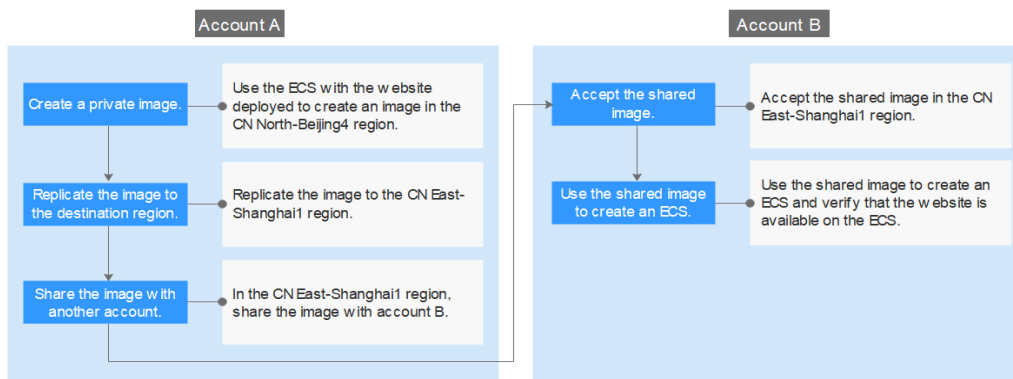 Account A
Create a private image.
Use the ECS with the website
deployed to create an image in the
CN North-Beijing4 region.
Replicate the image to
the destination region.
Replicate the image to the CN East-
Shanghai1 region.
Share the image with
another account.
In the CN East-Shanghai1 region,
share the image with account B.
Account B
Accept the shared
image.
Accept the shared image in the CN
East-Shanghai1 region.
Use the shared image
to create an ECS.
Use the shared image to create an
ECS and verify that the website is
available on the ECS.